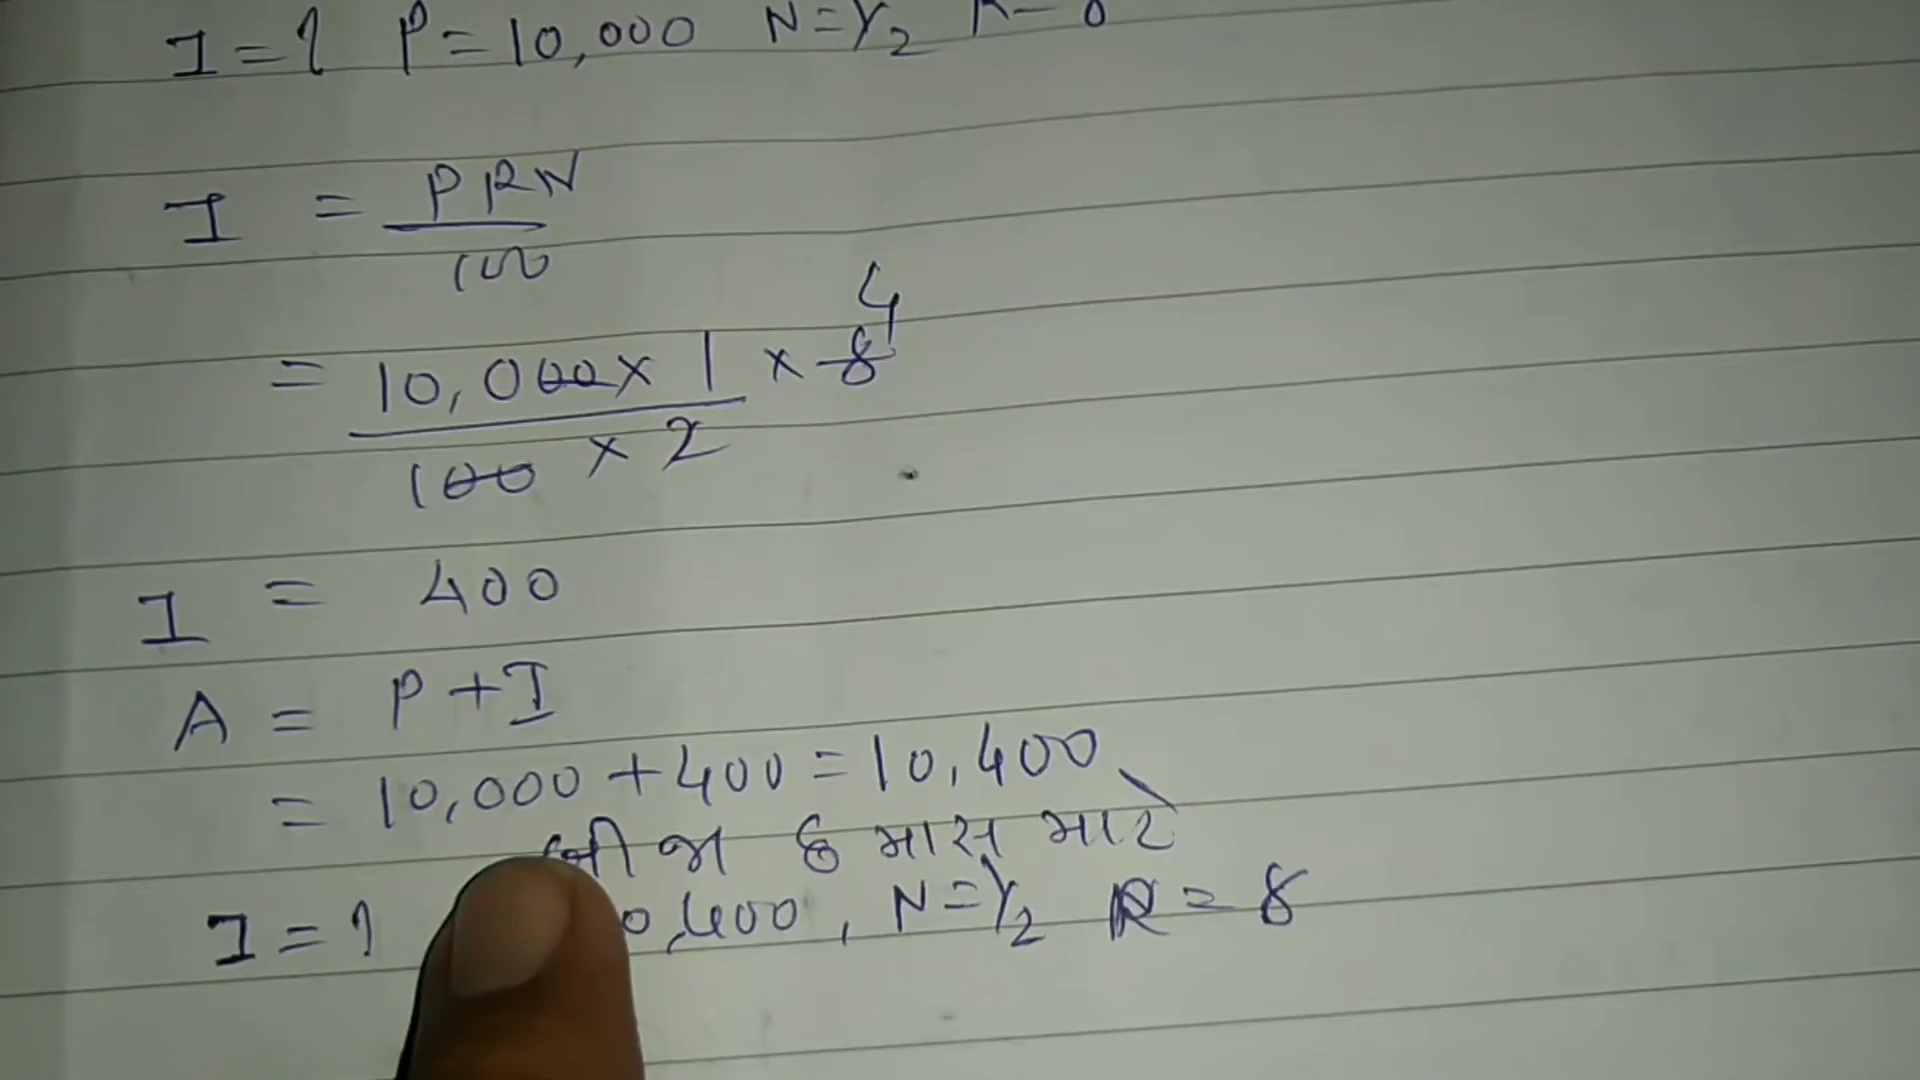 I = ? P = 10,000 N = 1/2
I = PRN
100
= 10,000 x 1 x 8 4
100 x 2
I = 400
A = P + I
= 10,000 + 400 = 10,400
બીજા 6 માસ માટે
I = ? 0,400, N = 1/2 R = 8